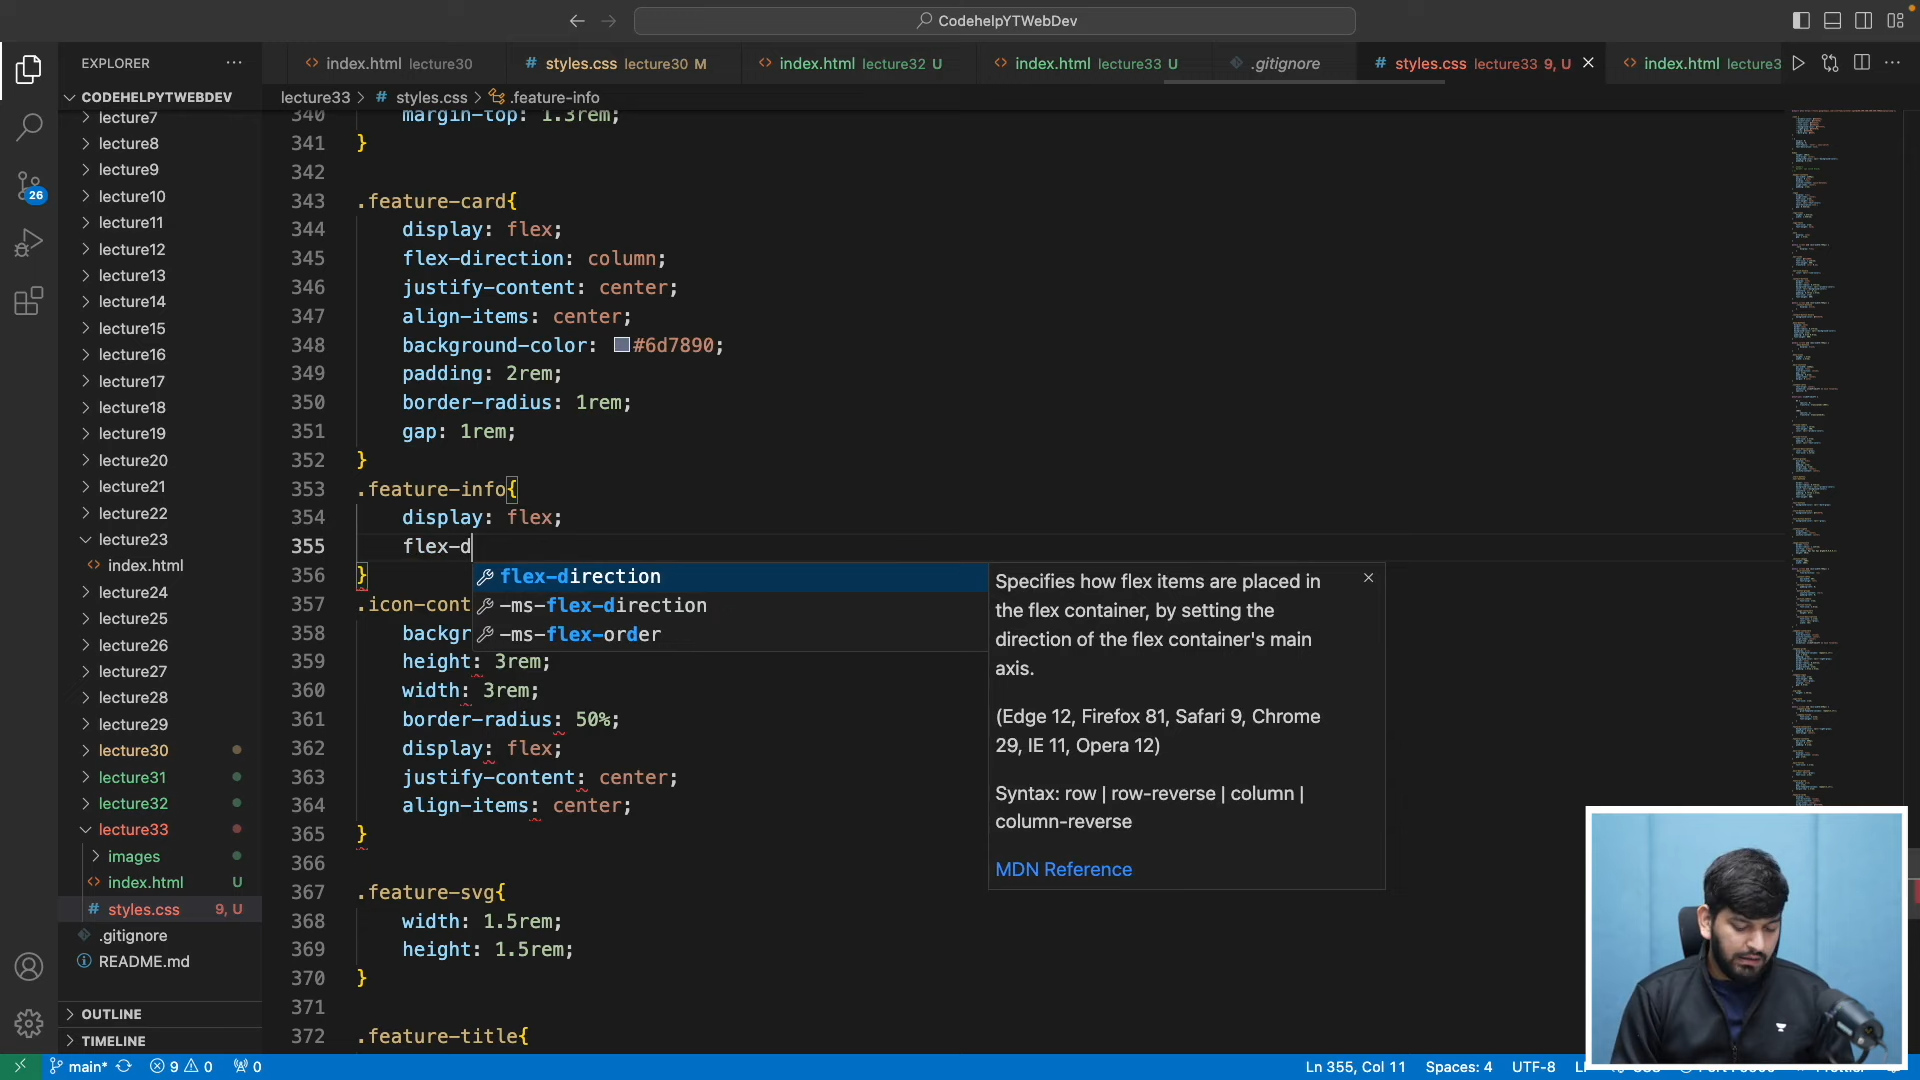 CodehelpYTWebDev
EXPLORER
index.html lecture30
# styles.css lecture30 M
index.html lecture32 U
index.html lecture33 U
.gitignore
# styles.css lecture33 9, U
index.html lecture3
CODEHELPYTWEBDEV
lecture33 > # styles.css > .feature-info
lecture7
lecture8
lecture9
lecture10
lecture11
lecture12
lecture13
lecture14
lecture15
lecture16
lecture17
lecture18
lecture19
lecture20
lecture21
lecture22
lecture23
index.html
lecture24
lecture25
lecture26
lecture27
lecture28
lecture29
lecture30
lecture31
lecture32
lecture33
images
index.html U
# styles.css 9, U
.gitignore
README.md
OUTLINE
TIMELINE
26
340 margin-top: 1.3rem;
341 }
342
343 .feature-card{
344 display: flex;
345 flex-direction: column;
346 justify-content: center;
347 align-items: center;
348 background-color: #6d7890;
349 padding: 2rem;
350 border-radius: 1rem;
351 gap: 1rem;
352 }
353 .feature-info{
354 display: flex;
355 flex-d
356 }
357 .icon-cont
358 backgr
359 height: 3rem;
360 width: 3rem;
361 border-radius: 50%;
362 display: flex;
363 justify-content: center;
364 align-items: center;
365 }
366
367 .feature-svg{
368 width: 1.5rem;
369 height: 1.5rem;
370 }
371
372 .feature-title{
flex-direction
-ms-flex-direction
-ms-flex-order
Specifies how flex items are placed in
the flex container, by setting the
direction of the flex container's main
axis.
(Edge 12, Firefox 81, Safari 9, Chrome
29, IE 11, Opera 12)
Syntax: row | row-reverse | column |
column-reverse
MDN Reference
main* 9 0 0
Ln 355, Col 11 Spaces: 4 UTF-8